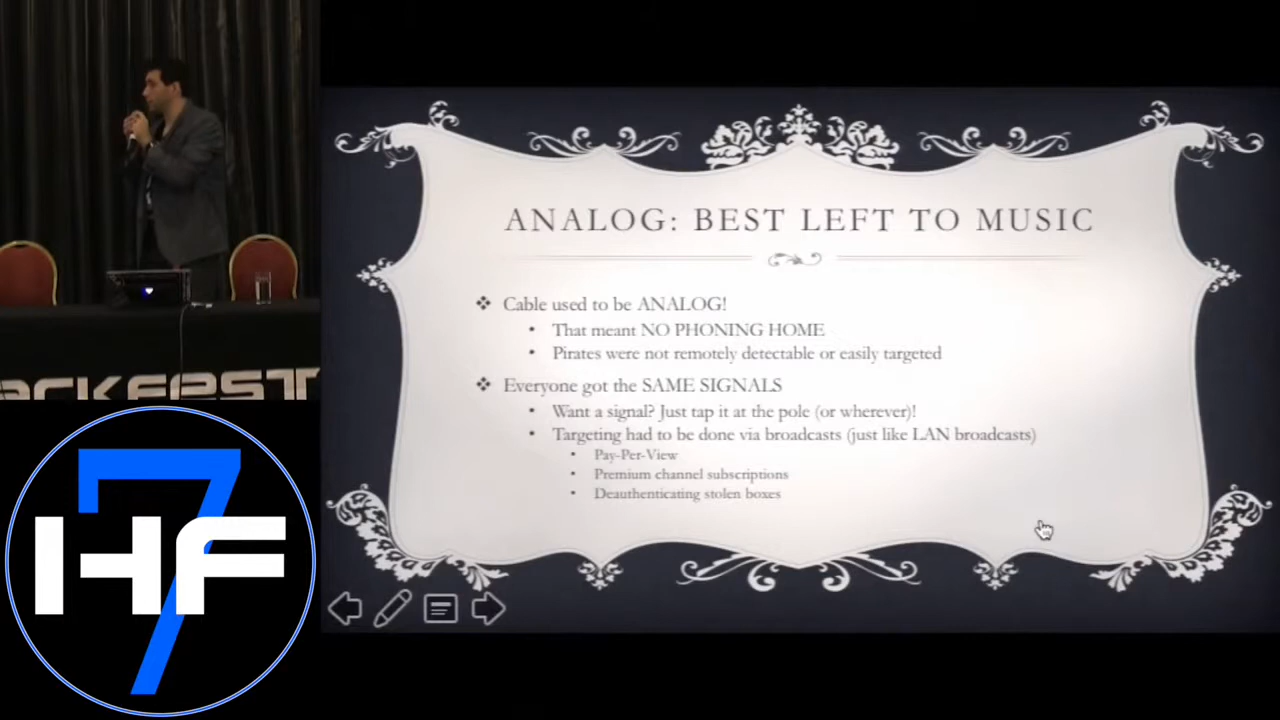 ANALOG: BEST LEFT TO MUSIC
Cable used to be ANALOG!
That meant NO PHONING HOME
Pirates were not remotely detectable or easily targeted
Everyone got the SAME SIGNALS
Want a signal? Just tap it at the pole (or wherever)!
Targeting had to be done via broadcasts (just like LAN broadcasts)
Pay-Per-View
Premium channel subscriptions
Deauthenticating stolen boxes
ackfest
HF
7